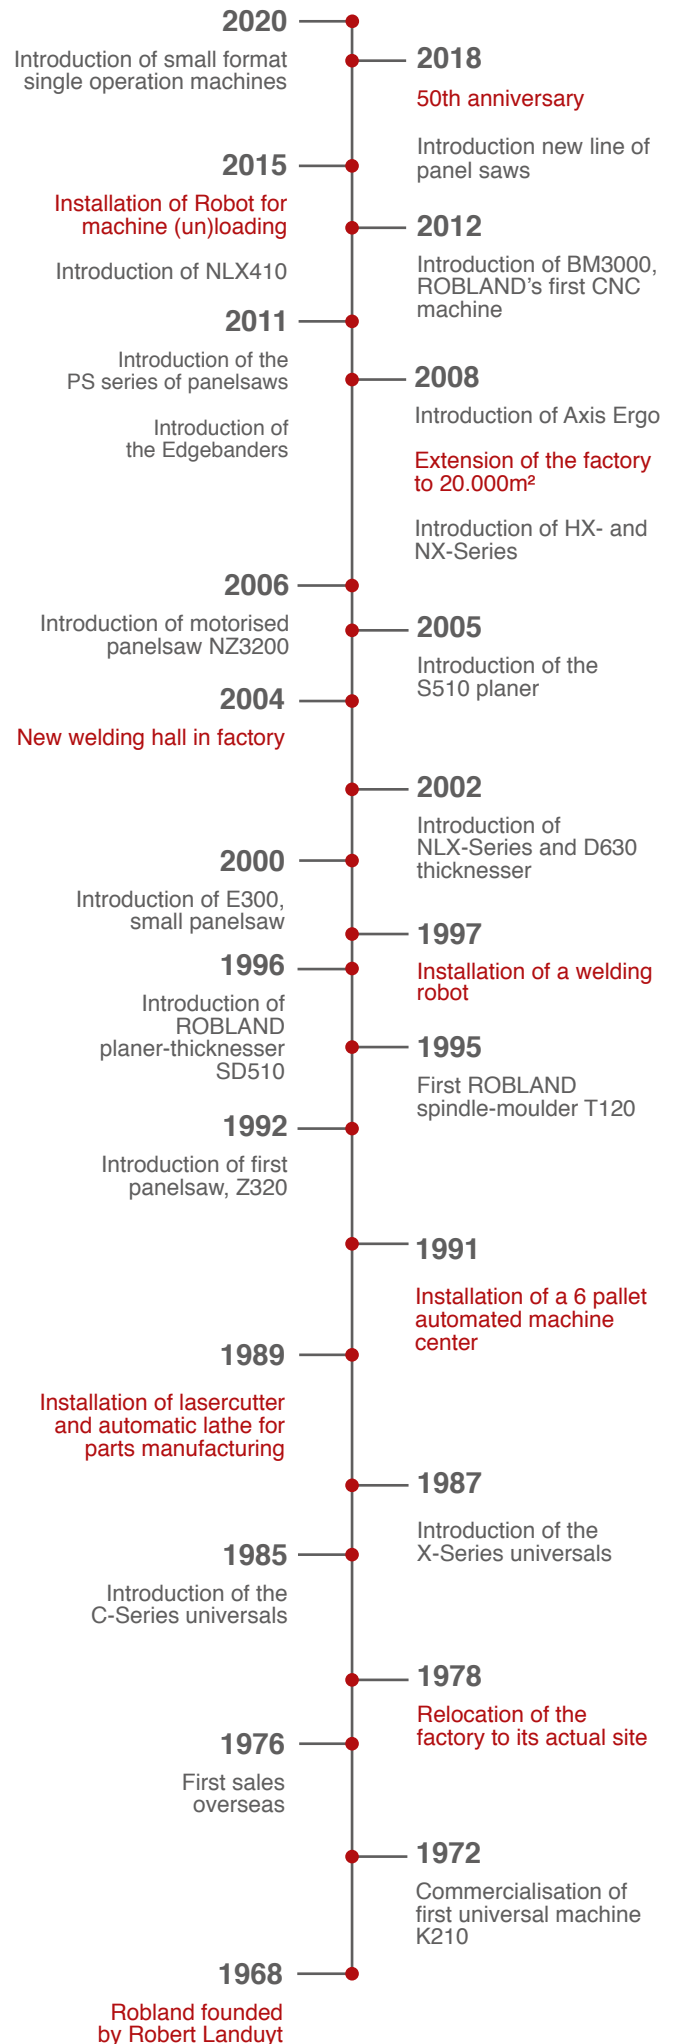 2020
Introduction of small format
single operation machines
2018
50th anniversary
Introduction new line of
panel saws
2015
Installation of Robot for
machine (un)loading
Introduction of NLX410
2012
Introduction of BM3000,
ROBLAND's first CNC
machine
2011
Introduction of the
PS series of panelsaws
Introduction of
the Edgebanders
2008
Introduction of Axis Ergo
Extension of the factory
to 20.000m²
Introduction of HX- and
NX-Series
2006
Introduction of motorised
panelsaw NZ3200
2005
Introduction of the
S510 planer
2004
New welding hall in factory
2002
Introduction of
NLX-Series and D630
thicknesser
2000
Introduction of E300,
small panelsaw
1997
Installation of a welding
robot
1996
Introduction of
ROBLAND
planer-thicknesser
SD510
1995
First ROBLAND
spindle-moulder T120
1992
Introduction of first
panelsaw, Z320
1991
Installation of a 6 pallet
automated machine
center
1989
Installation of lasercutter
and automatic lathe for
parts manufacturing
1987
Introduction of the
X-Series universals
1985
Introduction of the
C-Series universals
1978
Relocation of the
factory to its actual site
1976
First sales
overseas
1972
Commercialisation of
first universal machine
K210
1968
Robland founded
by Robert Landuyt